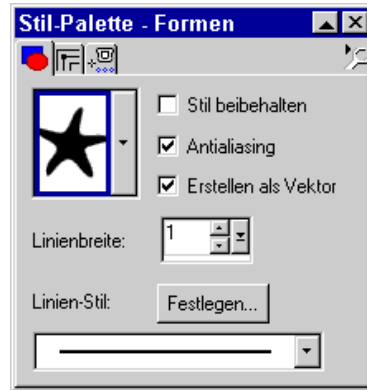 Stil-Palette - Formen
Stil beibehalten
Antialiasing
Erstellen als Vektor
Linienbreite: 1
Linien-Stil: Festlegen...